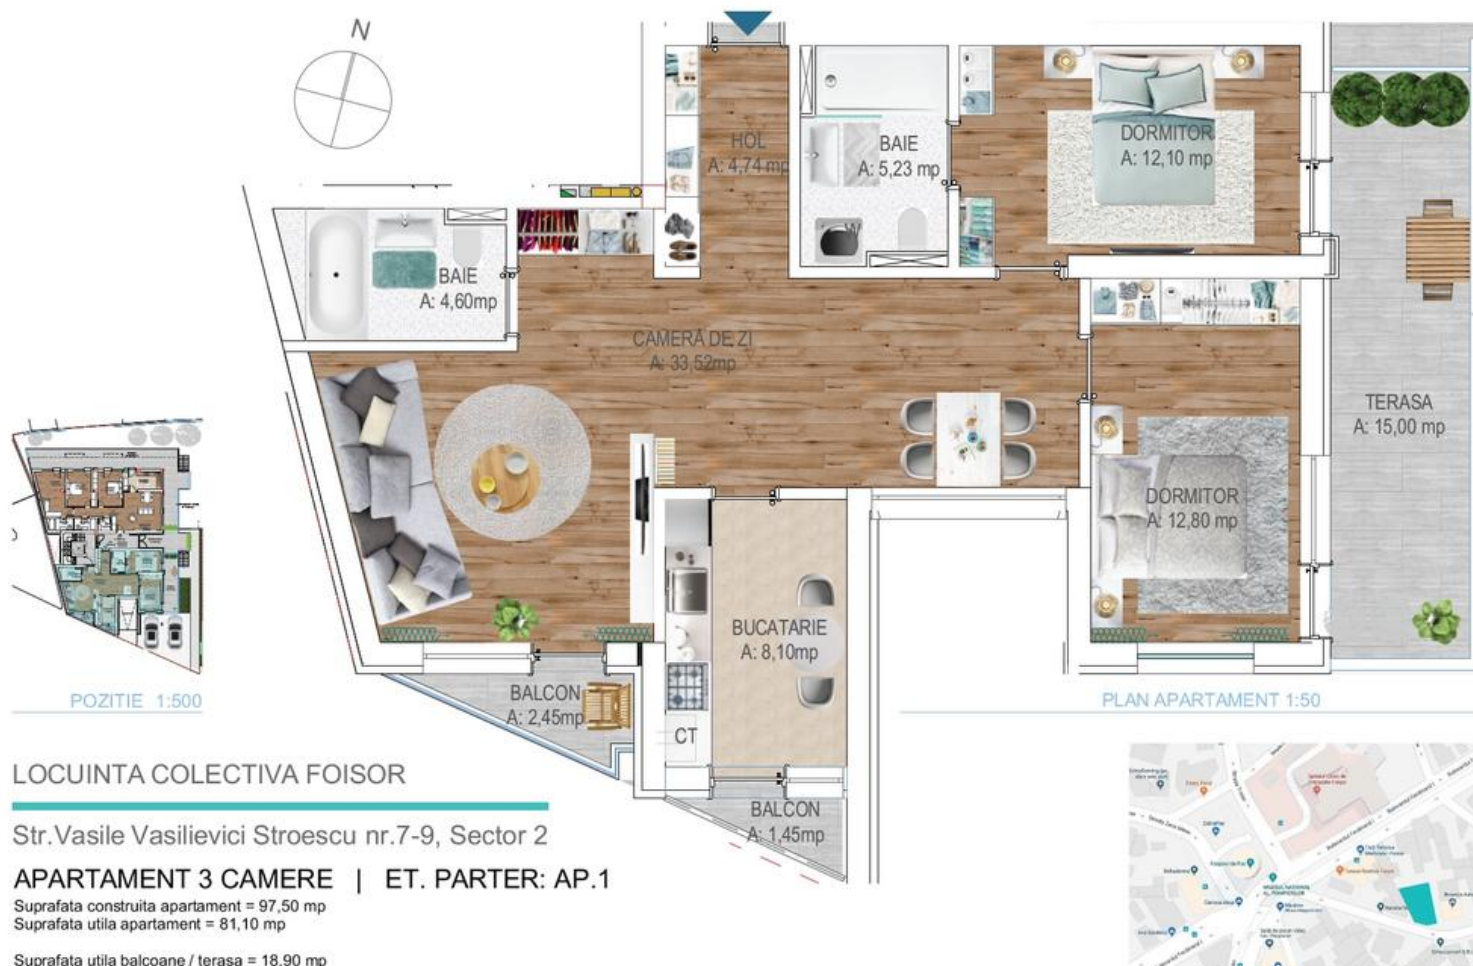 N
HOL
A: 4,74 mp
BAIE
A: 5,23 mp
DORMITOR
A: 12,10 mp
BAIE
A: 4,60mp
CAMERA DE ZI
A: 33,52mp
TERASA
A: 15,00 mp
DORMITOR
A: 12,80 mp
BUCATARIE
A: 8,10mp
BALCON
A: 2,45mp
CT
BALCON
A: 1,45mp
POZITIE 1:500
PLAN APARTAMENT 1:50
LOCUINTA COLECTIVA FOISOR
Str.Vasile Vasilievici Stroescu nr.7-9, Sector 2
APARTAMENT 3 CAMERE | ET. PARTER: AP.1
Suprafata construita apartament = 97,50 mp
Suprafata utila apartament = 81,10 mp
Suprafata utila balcoane / terasa = 18,90 mp